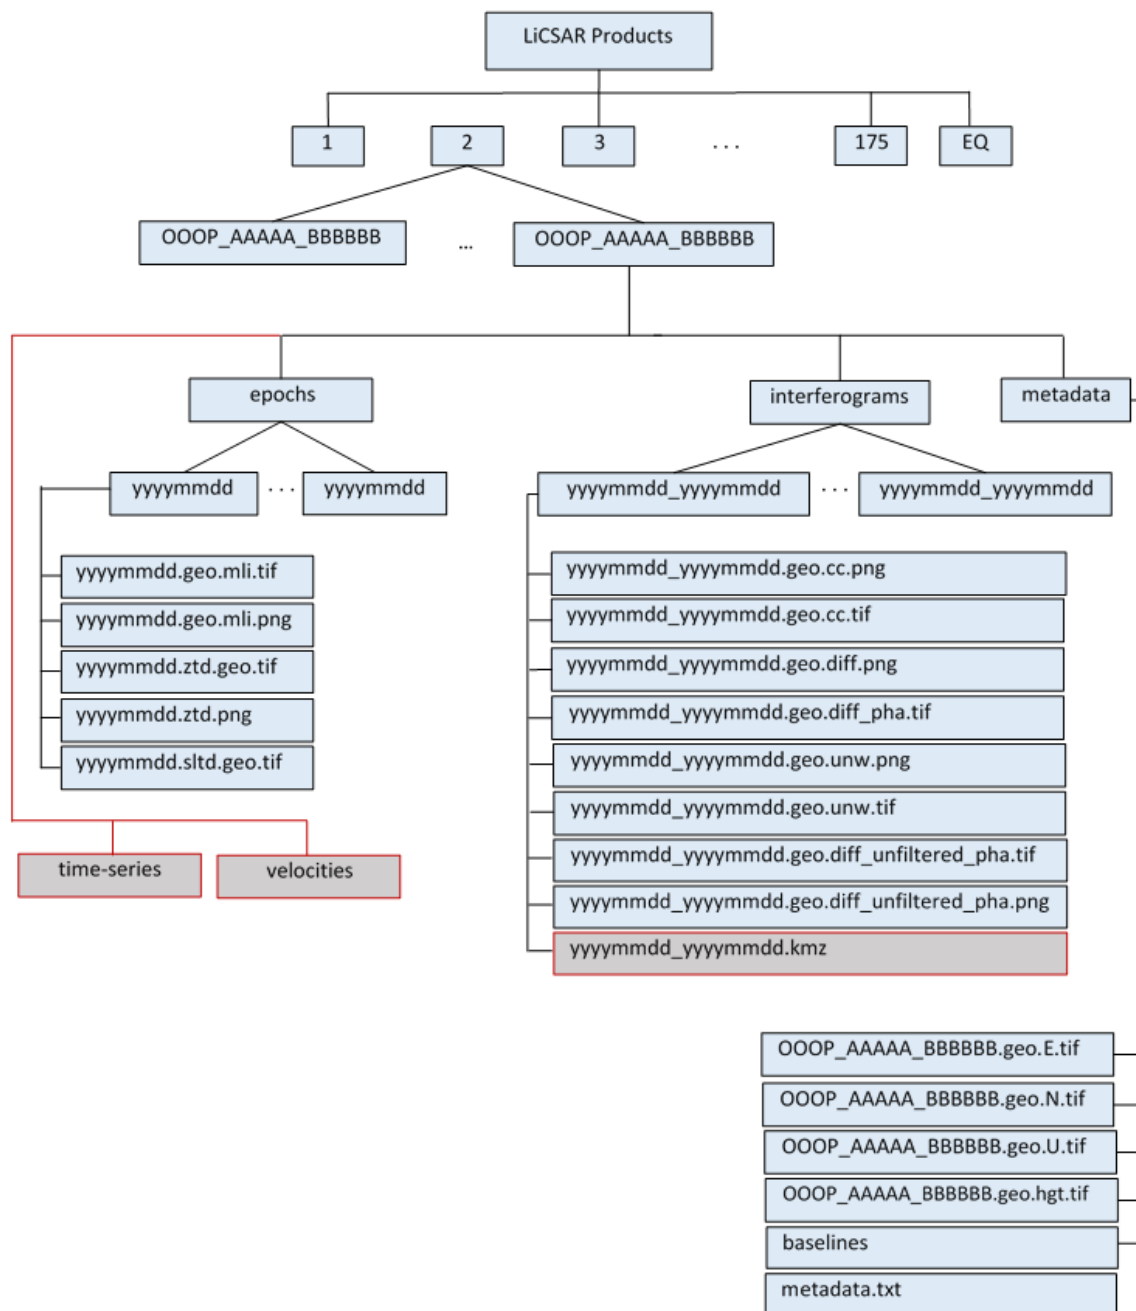 LiCSAR Products
1
2
3
...
175
EQ
OOOP_AAAAA_BBBBBB
...
OOOP_AAAAA_BBBBBB
epochs
interferograms
metadata
yyyymmdd
...
yyyymmdd
yyyymmdd_yyyymmdd
...
yyyymmdd_yyyymmdd
yyyymmdd.geo.mli.tif
yyyymmdd.geo.mli.png
yyyymmdd.ztd.geo.tif
yyyymmdd.ztd.png
yyyymmdd.sltd.geo.tif
time-series
velocities
yyyymmdd_yyyymmdd.geo.cc.png
yyyymmdd_yyyymmdd.geo.cc.tif
yyyymmdd_yyyymmdd.geo.diff.png
yyyymmdd_yyyymmdd.geo.diff_pha.tif
yyyymmdd_yyyymmdd.geo.unw.png
yyyymmdd_yyyymmdd.geo.unw.tif
yyyymmdd_yyyymmdd.geo.diff_unfiltered_pha.tif
yyyymmdd_yyyymmdd.geo.diff_unfiltered_pha.png
yyyymmdd_yyyymmdd.kmz
OOOP_AAAAA_BBBBBB.geo.E.tif
OOOP_AAAAA_BBBBBB.geo.N.tif
OOOP_AAAAA_BBBBBB.geo.U.tif
OOOP_AAAAA_BBBBBB.geo.hgt.tif
baselines
metadata.txt